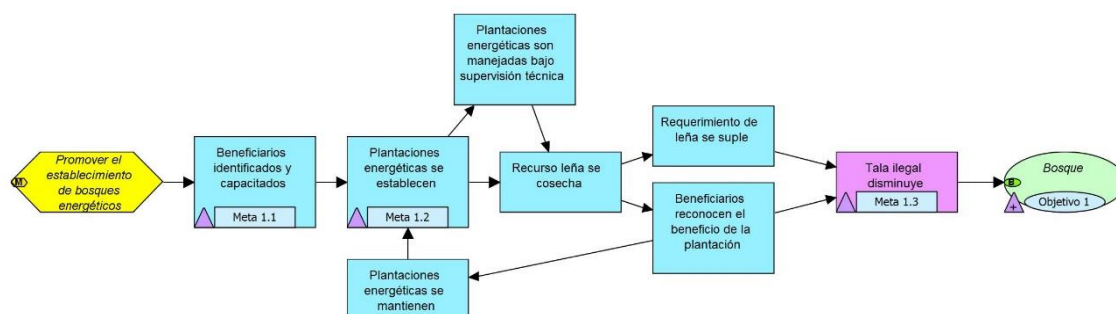 Plantaciones
energéticas son
manejadas bajo
supervisión técnica
Promover el
establecimiento
de bosques
energéticos
M
Beneficiarios
identificados y
capacitados
Meta 1.1
Plantaciones
energéticas se
establecen
Meta 1.2
Recurso leña se
cosecha
Requerimiento de
leña se suple
Beneficiarios
reconocen el
beneficio de la
plantación
Plantaciones
energéticas se
mantienen
Tala ilegal
disminuye
Meta 1.3
Bosque
B
Objetivo 1
+